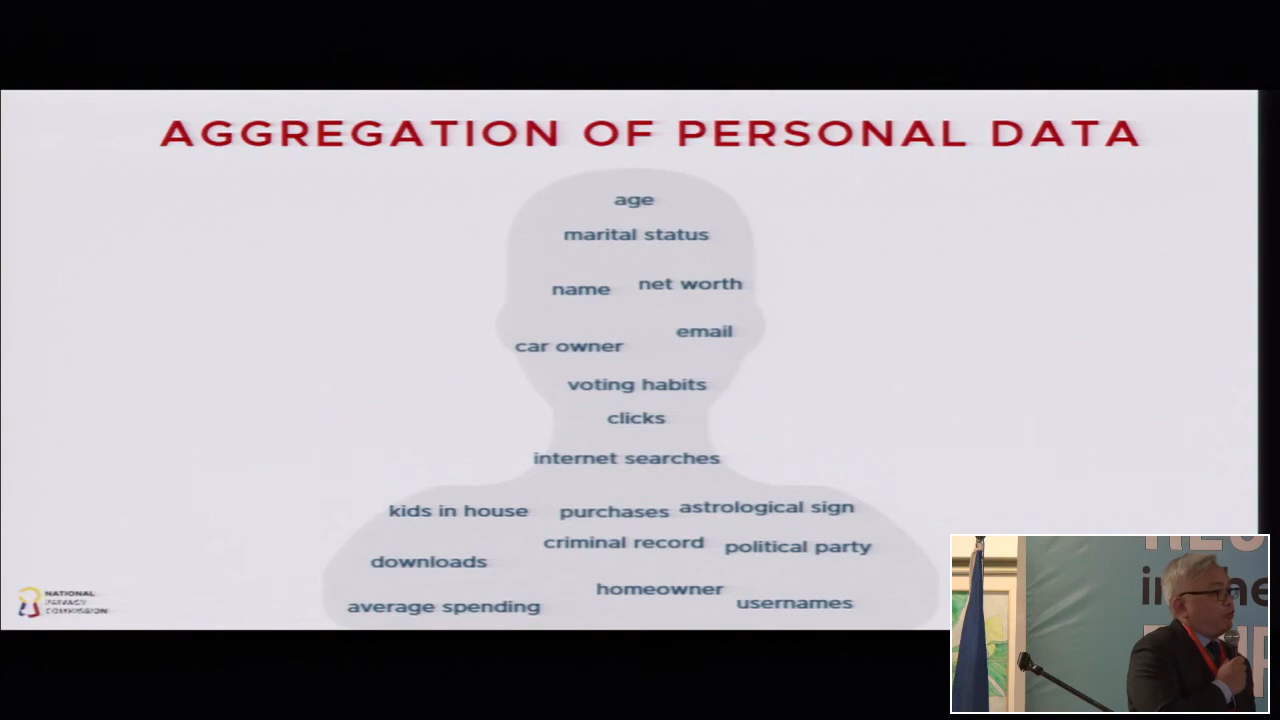 AGGREGATION OF PERSONAL DATA
age
marital status
name
net worth
email
car owner
voting habits
clicks
internet searches
kids in house
purchases
astrological sign
criminal record
political party
downloads
homeowner
usernames
average spending
NATIONAL
PRIVACY
COMMISSION